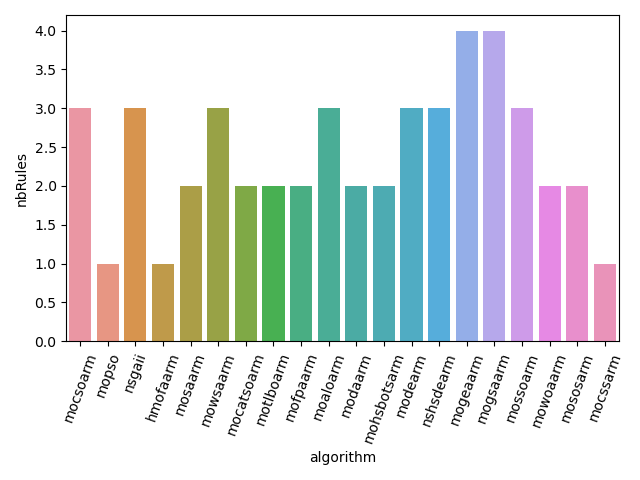 4.0
3.5
3.0
2.5
2.0
1.5
1.0
0.5
0.0
nbRules
mocsoarm
mopso
nsgaii
hmofaarm
mosaarm
mowsaarm
mocatsoarm
motlboarm
mofpaarm
moaloarm
modaarm
mohsbotsarm
modearm
nshsdearm
mogeaarm
mogsaarm
mossoarm
mowoaarm
mososarm
mocssarm
algorithm